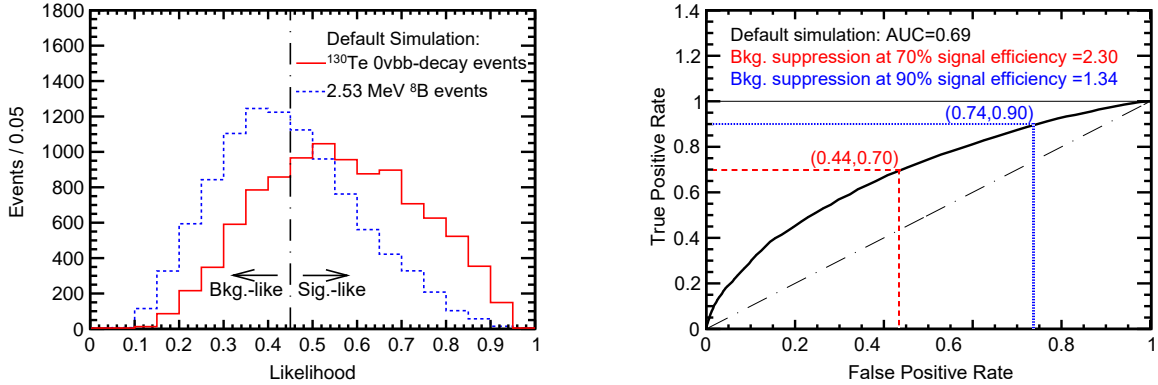 1800
1600
1400
1200
1000
800
600
400
200
0
Events / 0.05
Default Simulation:
¹³⁰Te 0vbb-decay events
2.53 MeV ⁸B events
Bkg.-like
Sig.-like
0 0.1 0.2 0.3 0.4 0.5 0.6 0.7 0.8 0.9 1
Likelihood
1.4
1.2
1
0.8
0.6
0.4
0.2
0
True Positive Rate
Default simulation: AUC=0.69
Bkg. suppression at 70% signal efficiency =2.30
Bkg. suppression at 90% signal efficiency =1.34
(0.74,0.90)
(0.44,0.70)
0 0.2 0.4 0.6 0.8 1
False Positive Rate